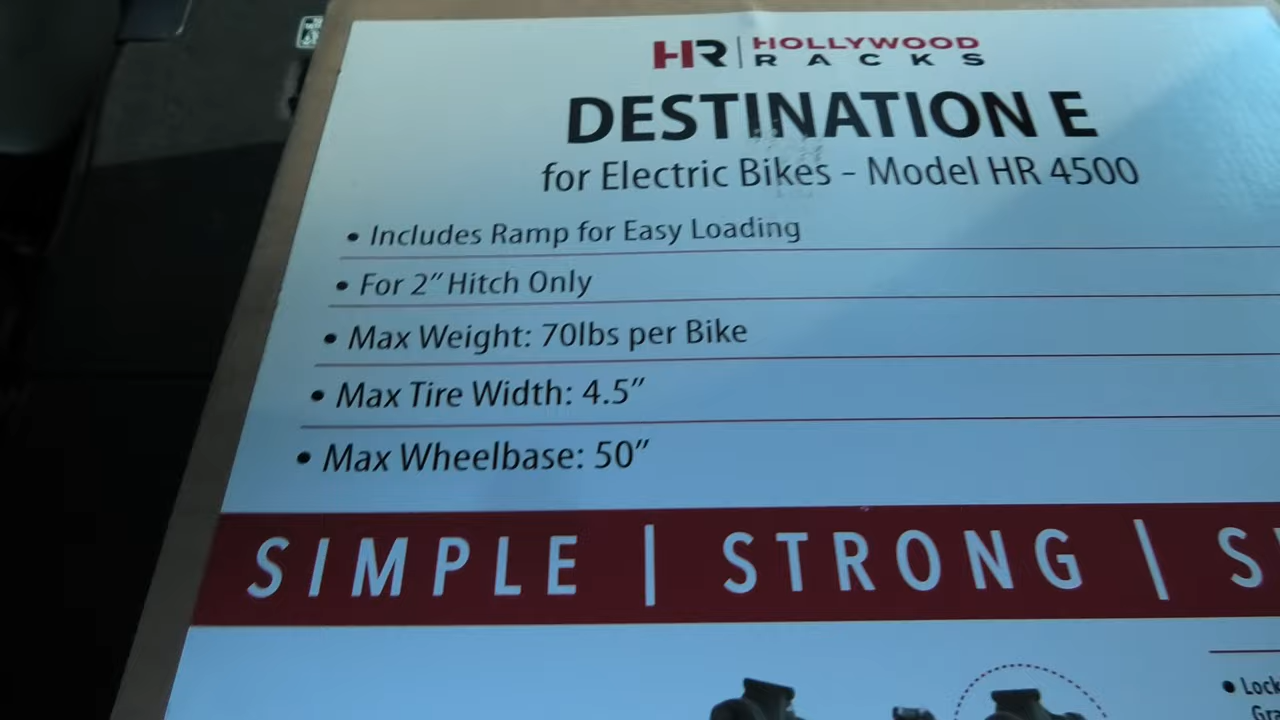 HR | HOLLYWOOD
RACKS
DESTINATION E
for Electric Bikes - Model HR 4500
• Includes Ramp for Easy Loading
• For 2" Hitch Only
• Max Weight: 70lbs per Bike
• Max Tire Width: 4.5"
• Max Wheelbase: 50"
SIMPLE | STRONG |